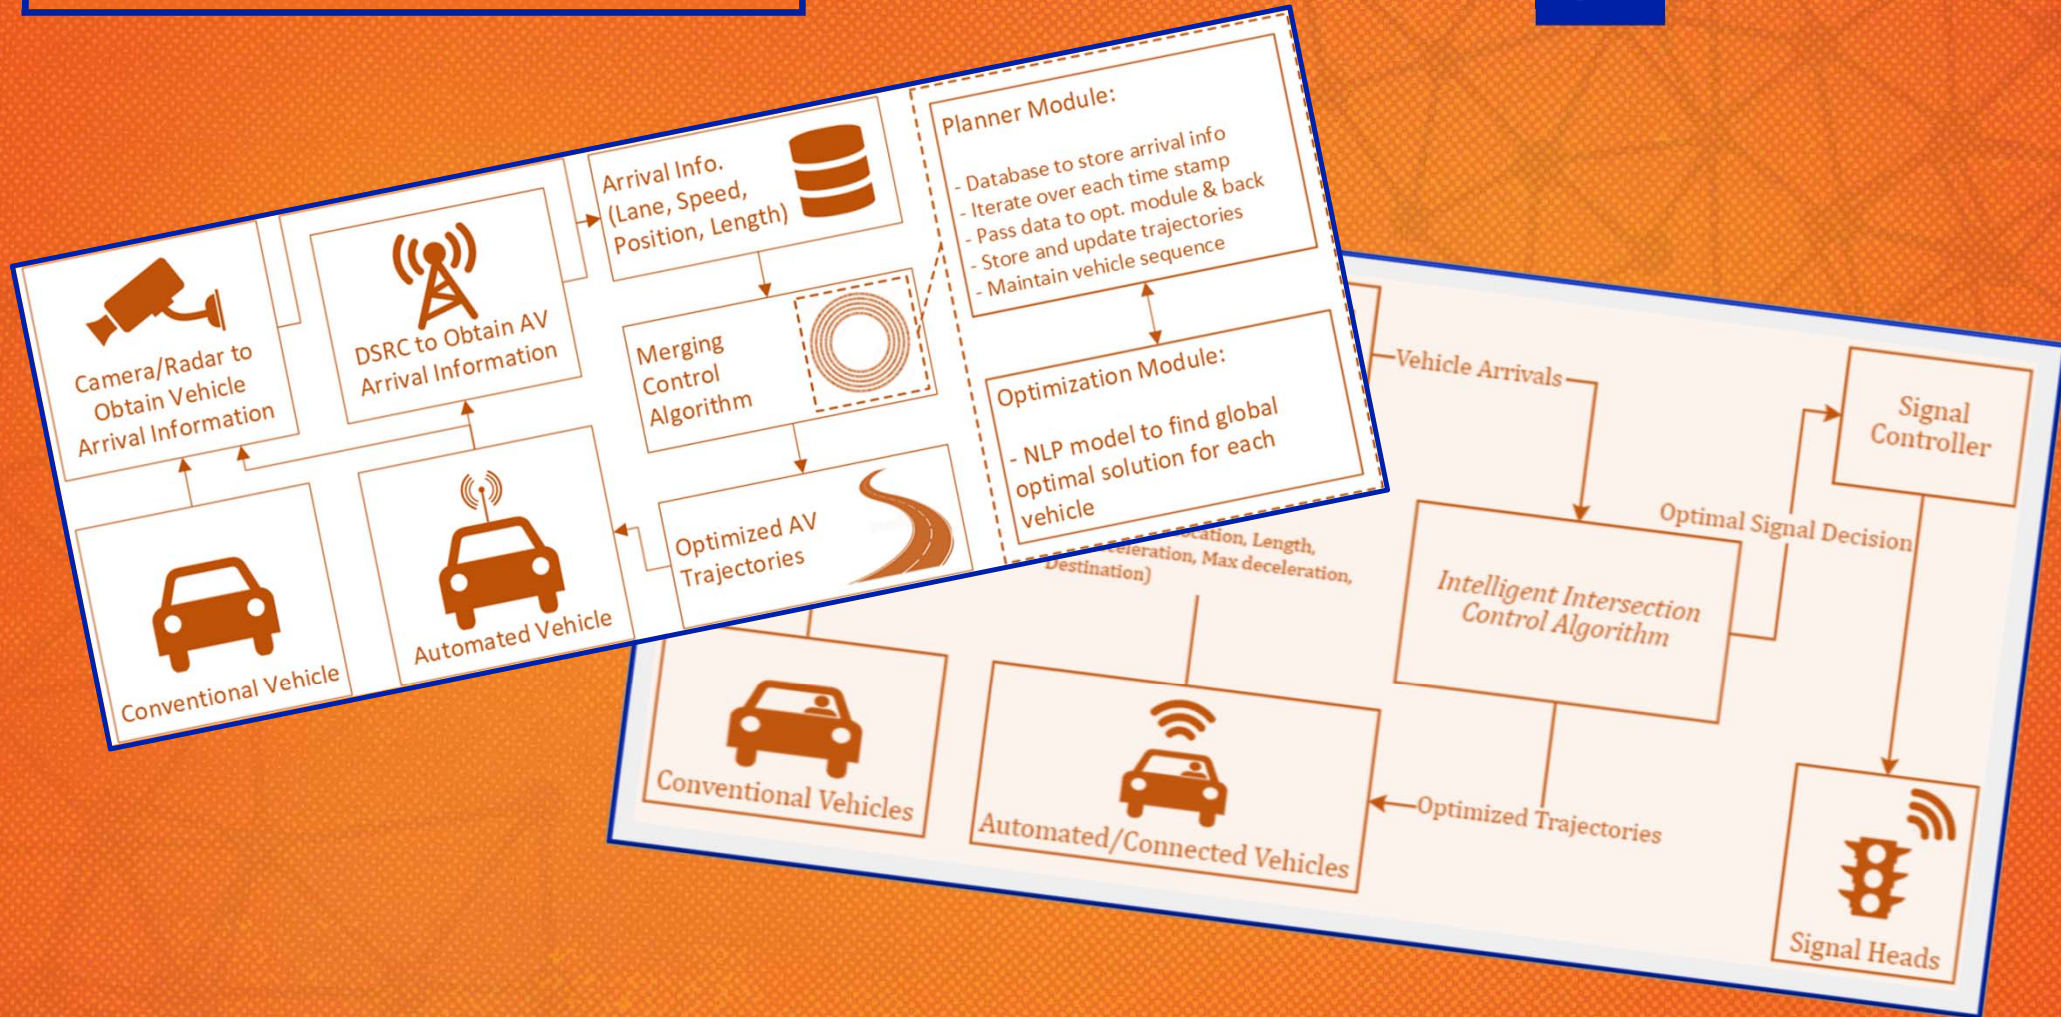 Camera/Radar to
Obtain Vehicle
Arrival Information
DSRC to Obtain AV
Arrival Information
Arrival Info.
(Lane, Speed,
Position, Length)
Merging
Control
Algorithm
Optimized AV
Trajectories
Conventional Vehicle
Automated Vehicle
Planner Module:
- Database to store arrival info
- Iterate over each time stamp
- Pass data to opt. module & back
- Store and update trajectories
- Maintain vehicle sequence
Optimization Module:
- NLP model to find global
optimal solution for each
vehicle
Vehicle Arrivals
Signal
Controller
Optimal Signal Decision
Intelligent Intersection
Control Algorithm
Length,
Max deceleration,
Destination)
Conventional Vehicles
Automated/Connected Vehicles
Optimized Trajectories
Signal Heads